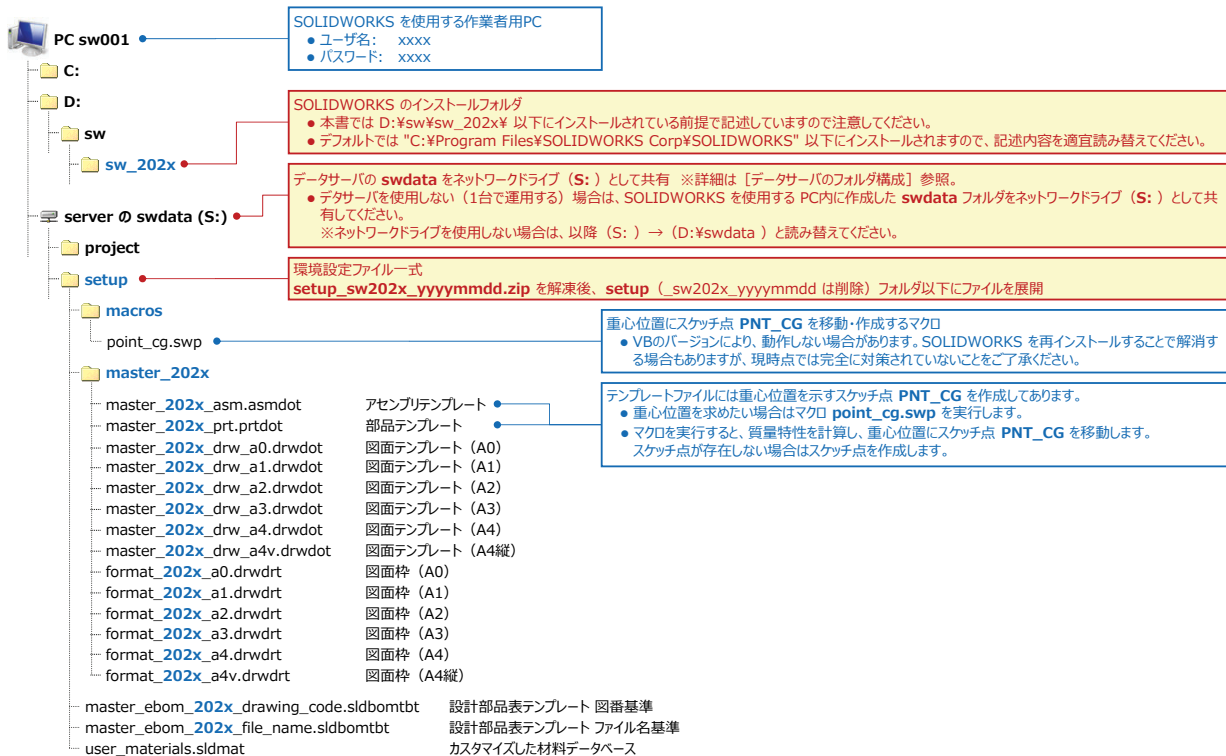 PC sw001
SOLIDWORKS を使用する作業者用PC
● ユーザ名: xxxx
● パスワード: xxxx
C:
D:
sw
sw_202x
SOLIDWORKS のインストールフォルダ
● 本書では D:¥sw¥sw_202x¥ 以下にインストールされている前提で記述していますので注意してください。
● デフォルトでは "C:¥Program Files¥SOLIDWORKS Corp¥SOLIDWORKS" 以下にインストールされますので、記述内容を適宜読み替えてください。
server の swdata (S:)
データサーバの swdata をネットワークドライブ（S: ）として共有 ※詳細は［データサーバのフォルダ構成］参照。
● デタサーバを使用しない（1台で運用する）場合は、SOLIDWORKS を使用する PC内に作成した swdata フォルダをネットワークドライブ（S: ）として共
有してください。
※ネットワークドライブを使用しない場合は、以降（S: ）→（D:¥swdata ）と読み替えてください。
project
setup
環境設定ファイル一式
setup_sw202x_yyyymmdd.zip を解凍後、setup（_sw202x_yyyymmdd は削除）フォルダ以下にファイルを展開
macros
point_cg.swp
重心位置にスケッチ点 PNT_CG を移動・作成するマクロ
● VBのバージョンにより、動作しない場合があります。SOLIDWORKS を再インストールすることで解消す
る場合もありますが、現時点では完全に対策されていないことをご了承ください。
master_202x
master_202x_asm.asmdot アセンブリテンプレート
master_202x_prt.prtdot 部品テンプレート
テンプレートファイルには重心位置を示すスケッチ点 PNT_CG を作成してあります。
● 重心位置を求めたい場合はマクロ point_cg.swp を実行します。
● マクロを実行すると、質量特性を計算し、重心位置にスケッチ点 PNT_CG を移動します。
スケッチ点が存在しない場合はスケッチ点を作成します。
master_202x_drw_a0.drwdot 図面テンプレート（A0）
master_202x_drw_a1.drwdot 図面テンプレート（A1）
master_202x_drw_a2.drwdot 図面テンプレート（A2）
master_202x_drw_a3.drwdot 図面テンプレート（A3）
master_202x_drw_a4.drwdot 図面テンプレート（A4）
master_202x_drw_a4v.drwdot 図面テンプレート（A4縦）
format_202x_a0.drwdrt 図面枠（A0）
format_202x_a1.drwdrt 図面枠（A1）
format_202x_a2.drwdrt 図面枠（A2）
format_202x_a3.drwdrt 図面枠（A3）
format_202x_a4.drwdrt 図面枠（A4）
format_202x_a4v.drwdrt 図面枠（A4縦）
master_ebom_202x_drawing_code.sldbomtbt 設計部品表テンプレート 図番基準
master_ebom_202x_file_name.sldbomtbt 設計部品表テンプレート ファイル名基準
user_materials.sldmat カスタマイズした材料データベース